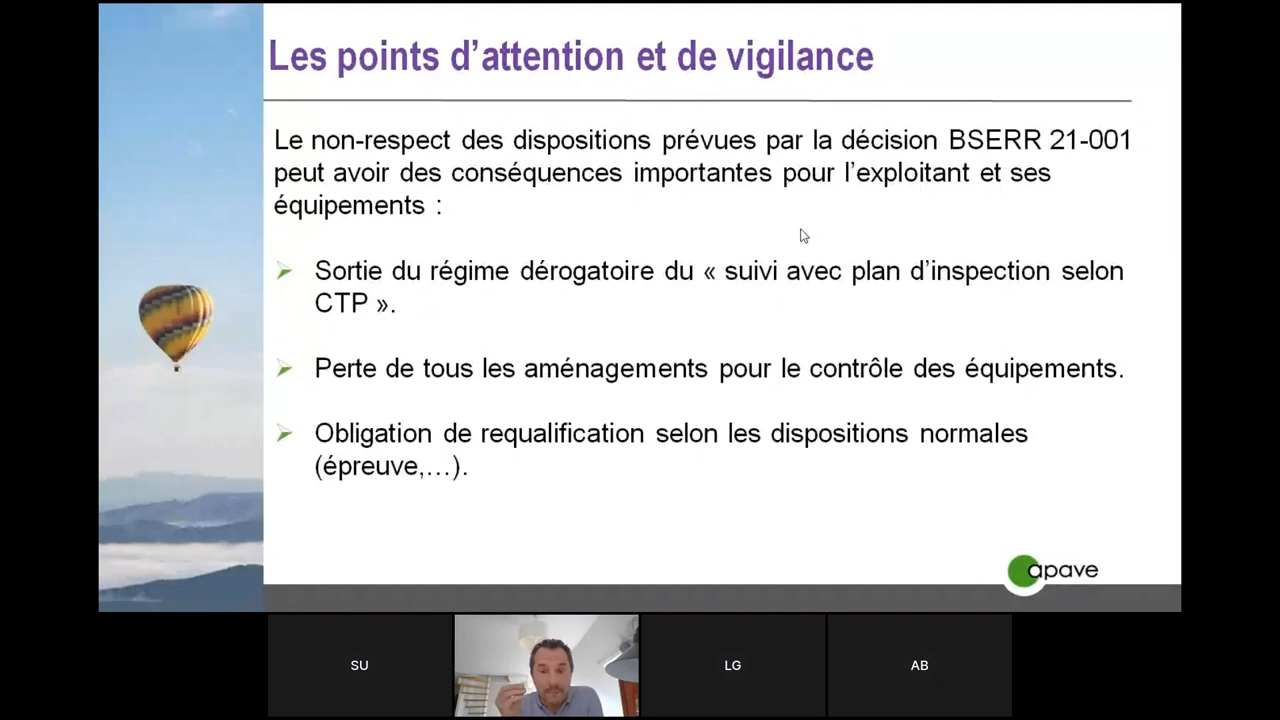 Les points d’attention et de vigilance
Le non-respect des dispositions prévues par la décision BSERR 21-001
peut avoir des conséquences importantes pour l’exploitant et ses
équipements :
Sortie du régime dérogatoire du « suivi avec plan d’inspection selon
CTP ».
Perte de tous les aménagements pour le contrôle des équipements.
Obligation de requalification selon les dispositions normales
(épreuve,…).
apave
SU
LG
AB